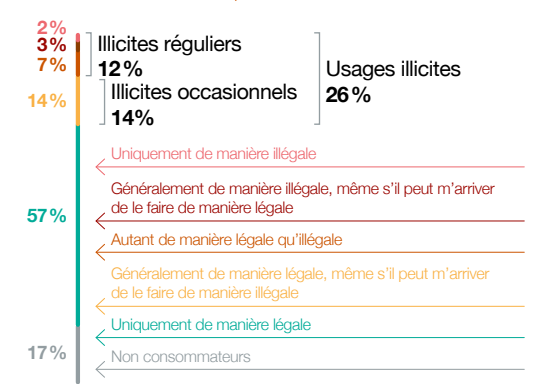 2%
3%
7%
14%
57%
17%
Illicites réguliers
12%
Illicites occasionnels
14%
Usages illicites
26%
Uniquement de manière illégale
Généralement de manière illégale, même s’il peut m’arriver
de le faire de manière légale
Autant de manière légale qu’illégale
Généralement de manière légale, même s’il peut m’arriver
de le faire de manière illégale
Uniquement de manière légale
Non consommateurs